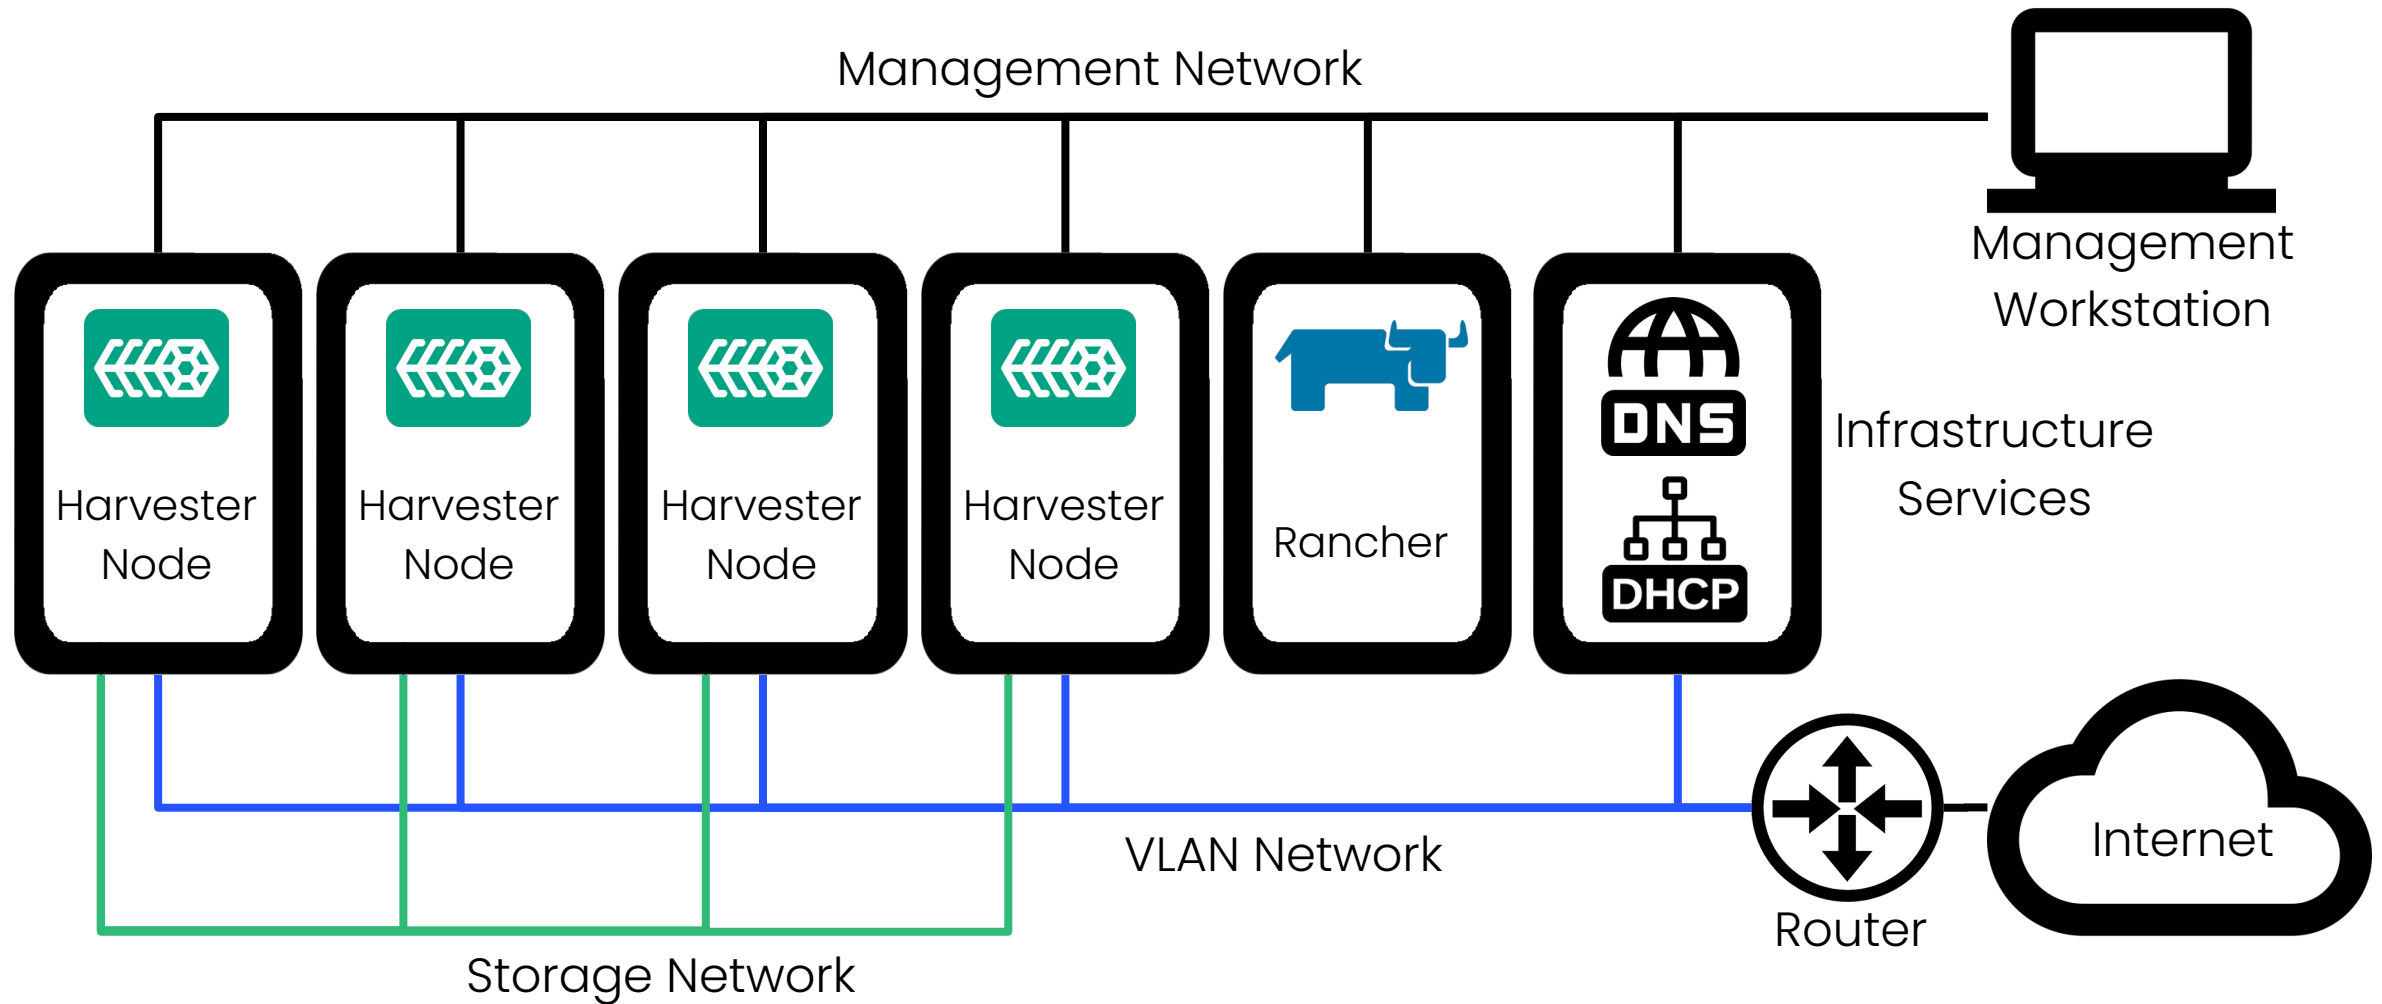 Management Network
Management
Workstation
Harvester
Node
Harvester
Node
Harvester
Node
Harvester
Node
Rancher
DNS
DHCP
Infrastructure
Services
VLAN Network
Storage Network
Router
Internet